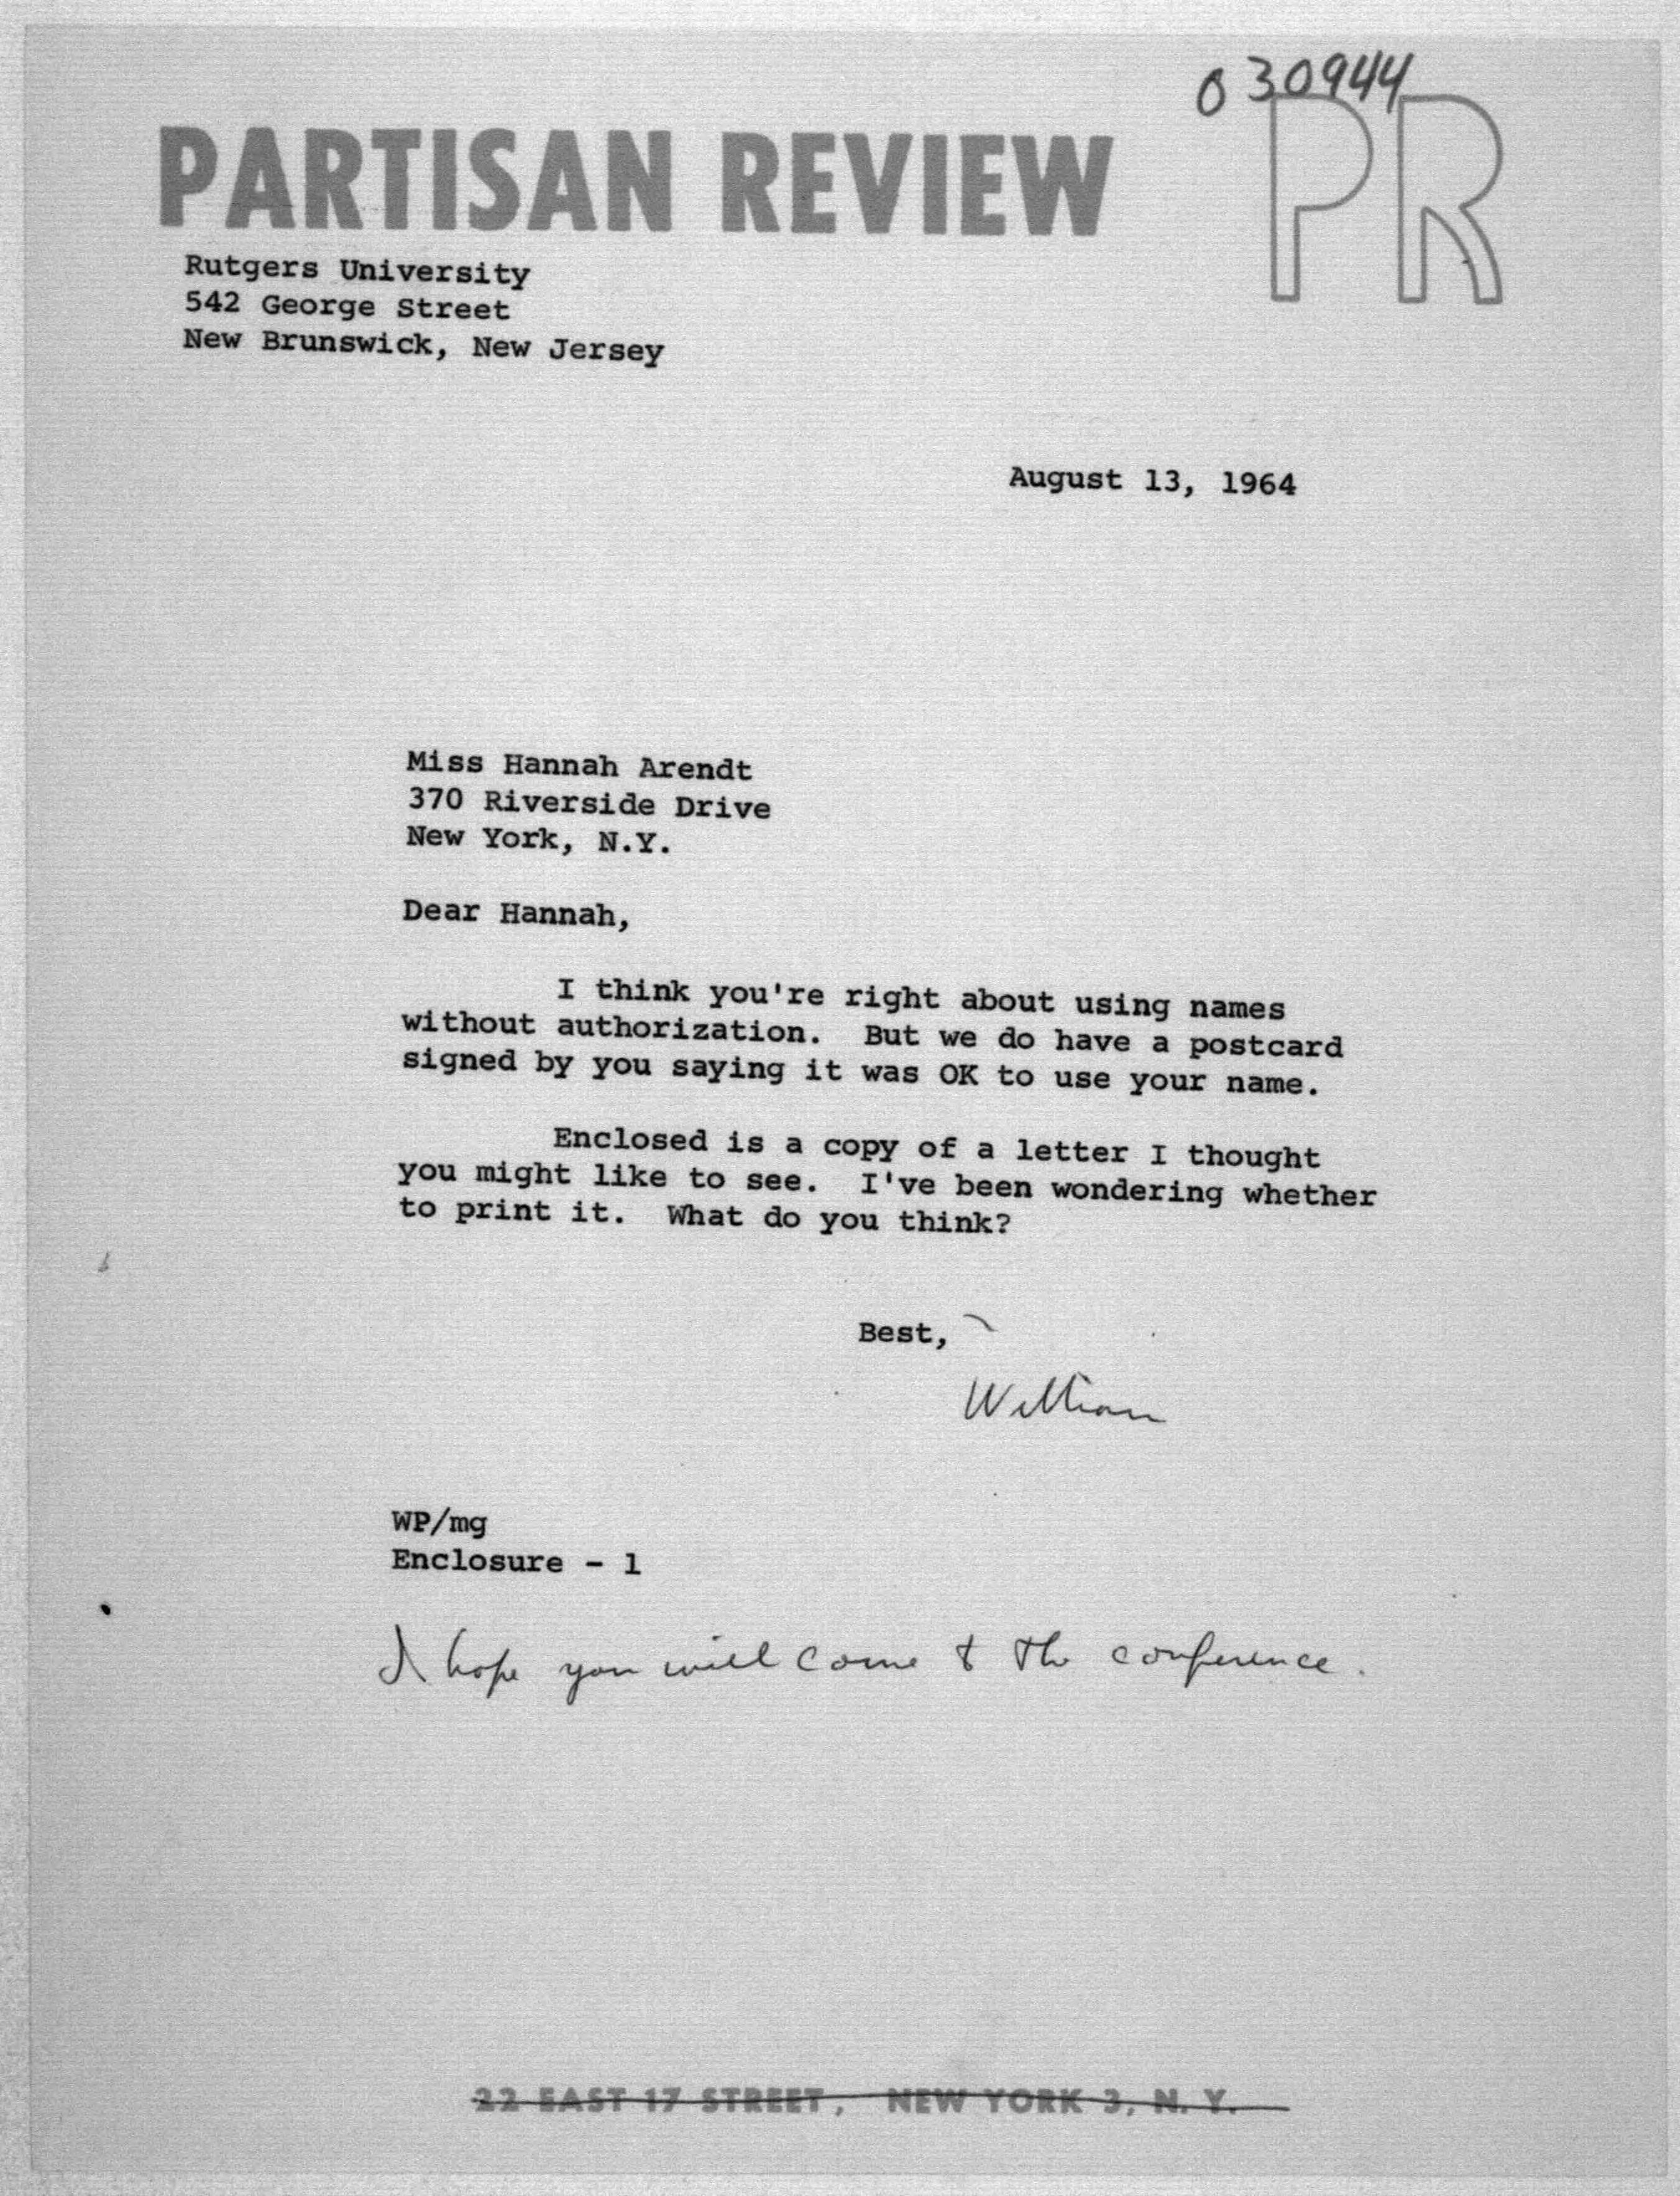 030944
PARTISAN REVIEW
PR
Rutgers University
542 George Street
New Brunswick, New Jersey
August 13, 1964
Miss Hannah Arendt
370 Riverside Drive
New York, N.Y.
Dear Hannah,
I think you're right about using names
without authorization. But we do have a postcard
signed by you saying it was OK to use your name.
Enclosed is a copy of a letter I thought
you might like to see. I've been wondering whether
to print it. What do you think?
Best,
William
WP/mg
Enclosure - 1
I hope you will come to the conference.
22 EAST 17 STREET, NEW YORK 3, N. Y.